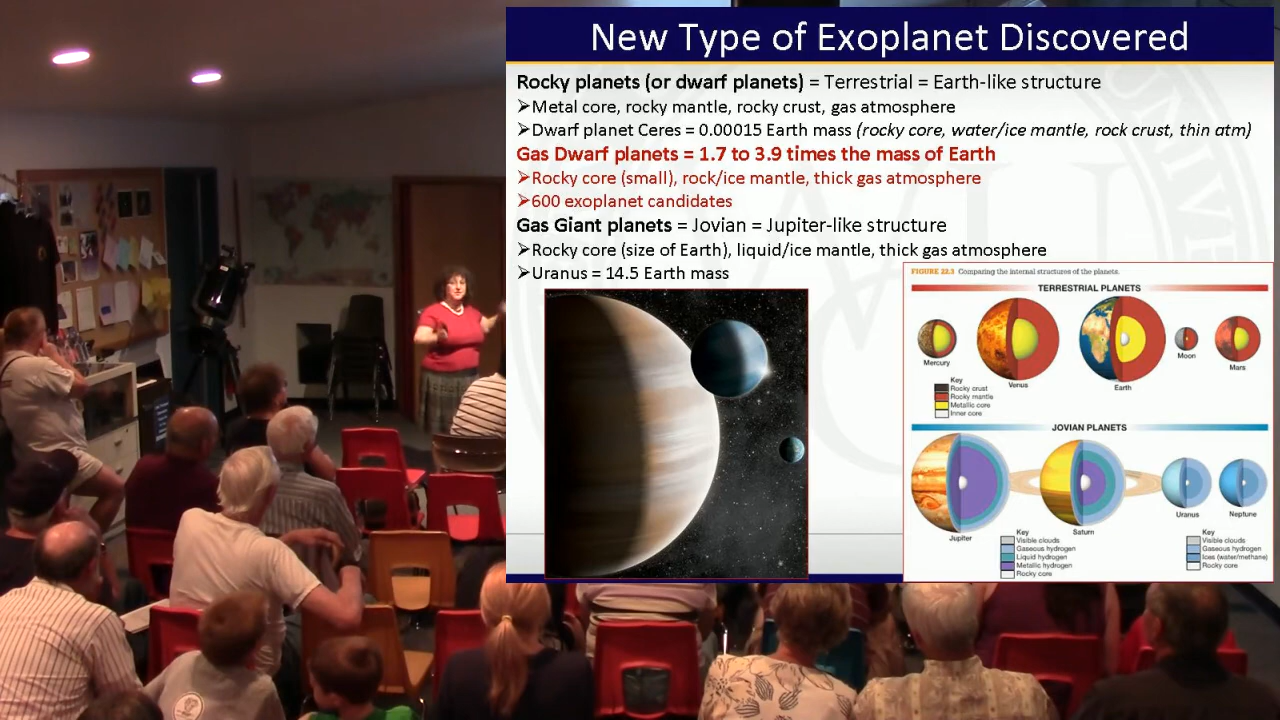 New Type of Exoplanet Discovered
Rocky planets (or dwarf planets) = Terrestrial = Earth-like structure
➢Metal core, rocky mantle, rocky crust, gas atmosphere
➢Dwarf planet Ceres = 0.00015 Earth mass (rocky core, water/ice mantle, rock crust, thin atm)
Gas Dwarf planets = 1.7 to 3.9 times the mass of Earth
➢Rocky core (small), rock/ice mantle, thick gas atmosphere
➢600 exoplanet candidates
Gas Giant planets = Jovian = Jupiter-like structure
➢Rocky core (size of Earth), liquid/ice mantle, thick gas atmosphere
➢Uranus = 14.5 Earth mass
FIGURE 22.3 Comparing the internal structures of the planets.
TERRESTRIAL PLANETS
Mercury
Venus
Earth
Moon
Mars
Key
Rocky crust
Rocky mantle
Metallic core
Inner core
JOVIAN PLANETS
Jupiter
Saturn
Uranus
Neptune
Key
Visible clouds
Gaseous hydrogen
Liquid hydrogen
Metallic hydrogen
Rocky core
Key
Visible clouds
Gaseous hydrogen
Ices (water/methane)
Rocky core